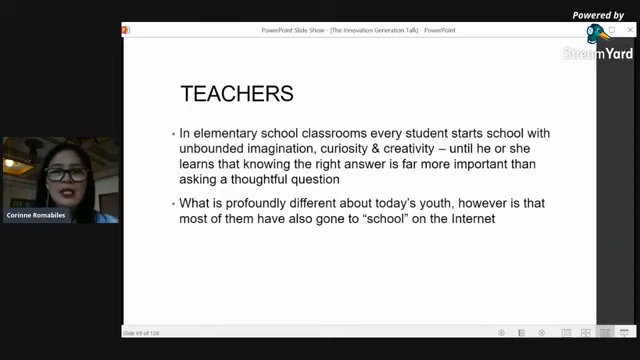 Powered by
StreamYard
PowerPoint Slide Show - [The Innovation Generation Talk] - PowerPoint
TEACHERS
• In elementary school classrooms every student starts school with
unbounded imagination, curiosity & creativity – until he or she
learns that knowing the right answer is far more important than
asking a thoughtful question
• What is profoundly different about today's youth, however is that
most of them have also gone to “school” on the Internet
Corinne Romabiles
Slide 69 of 128